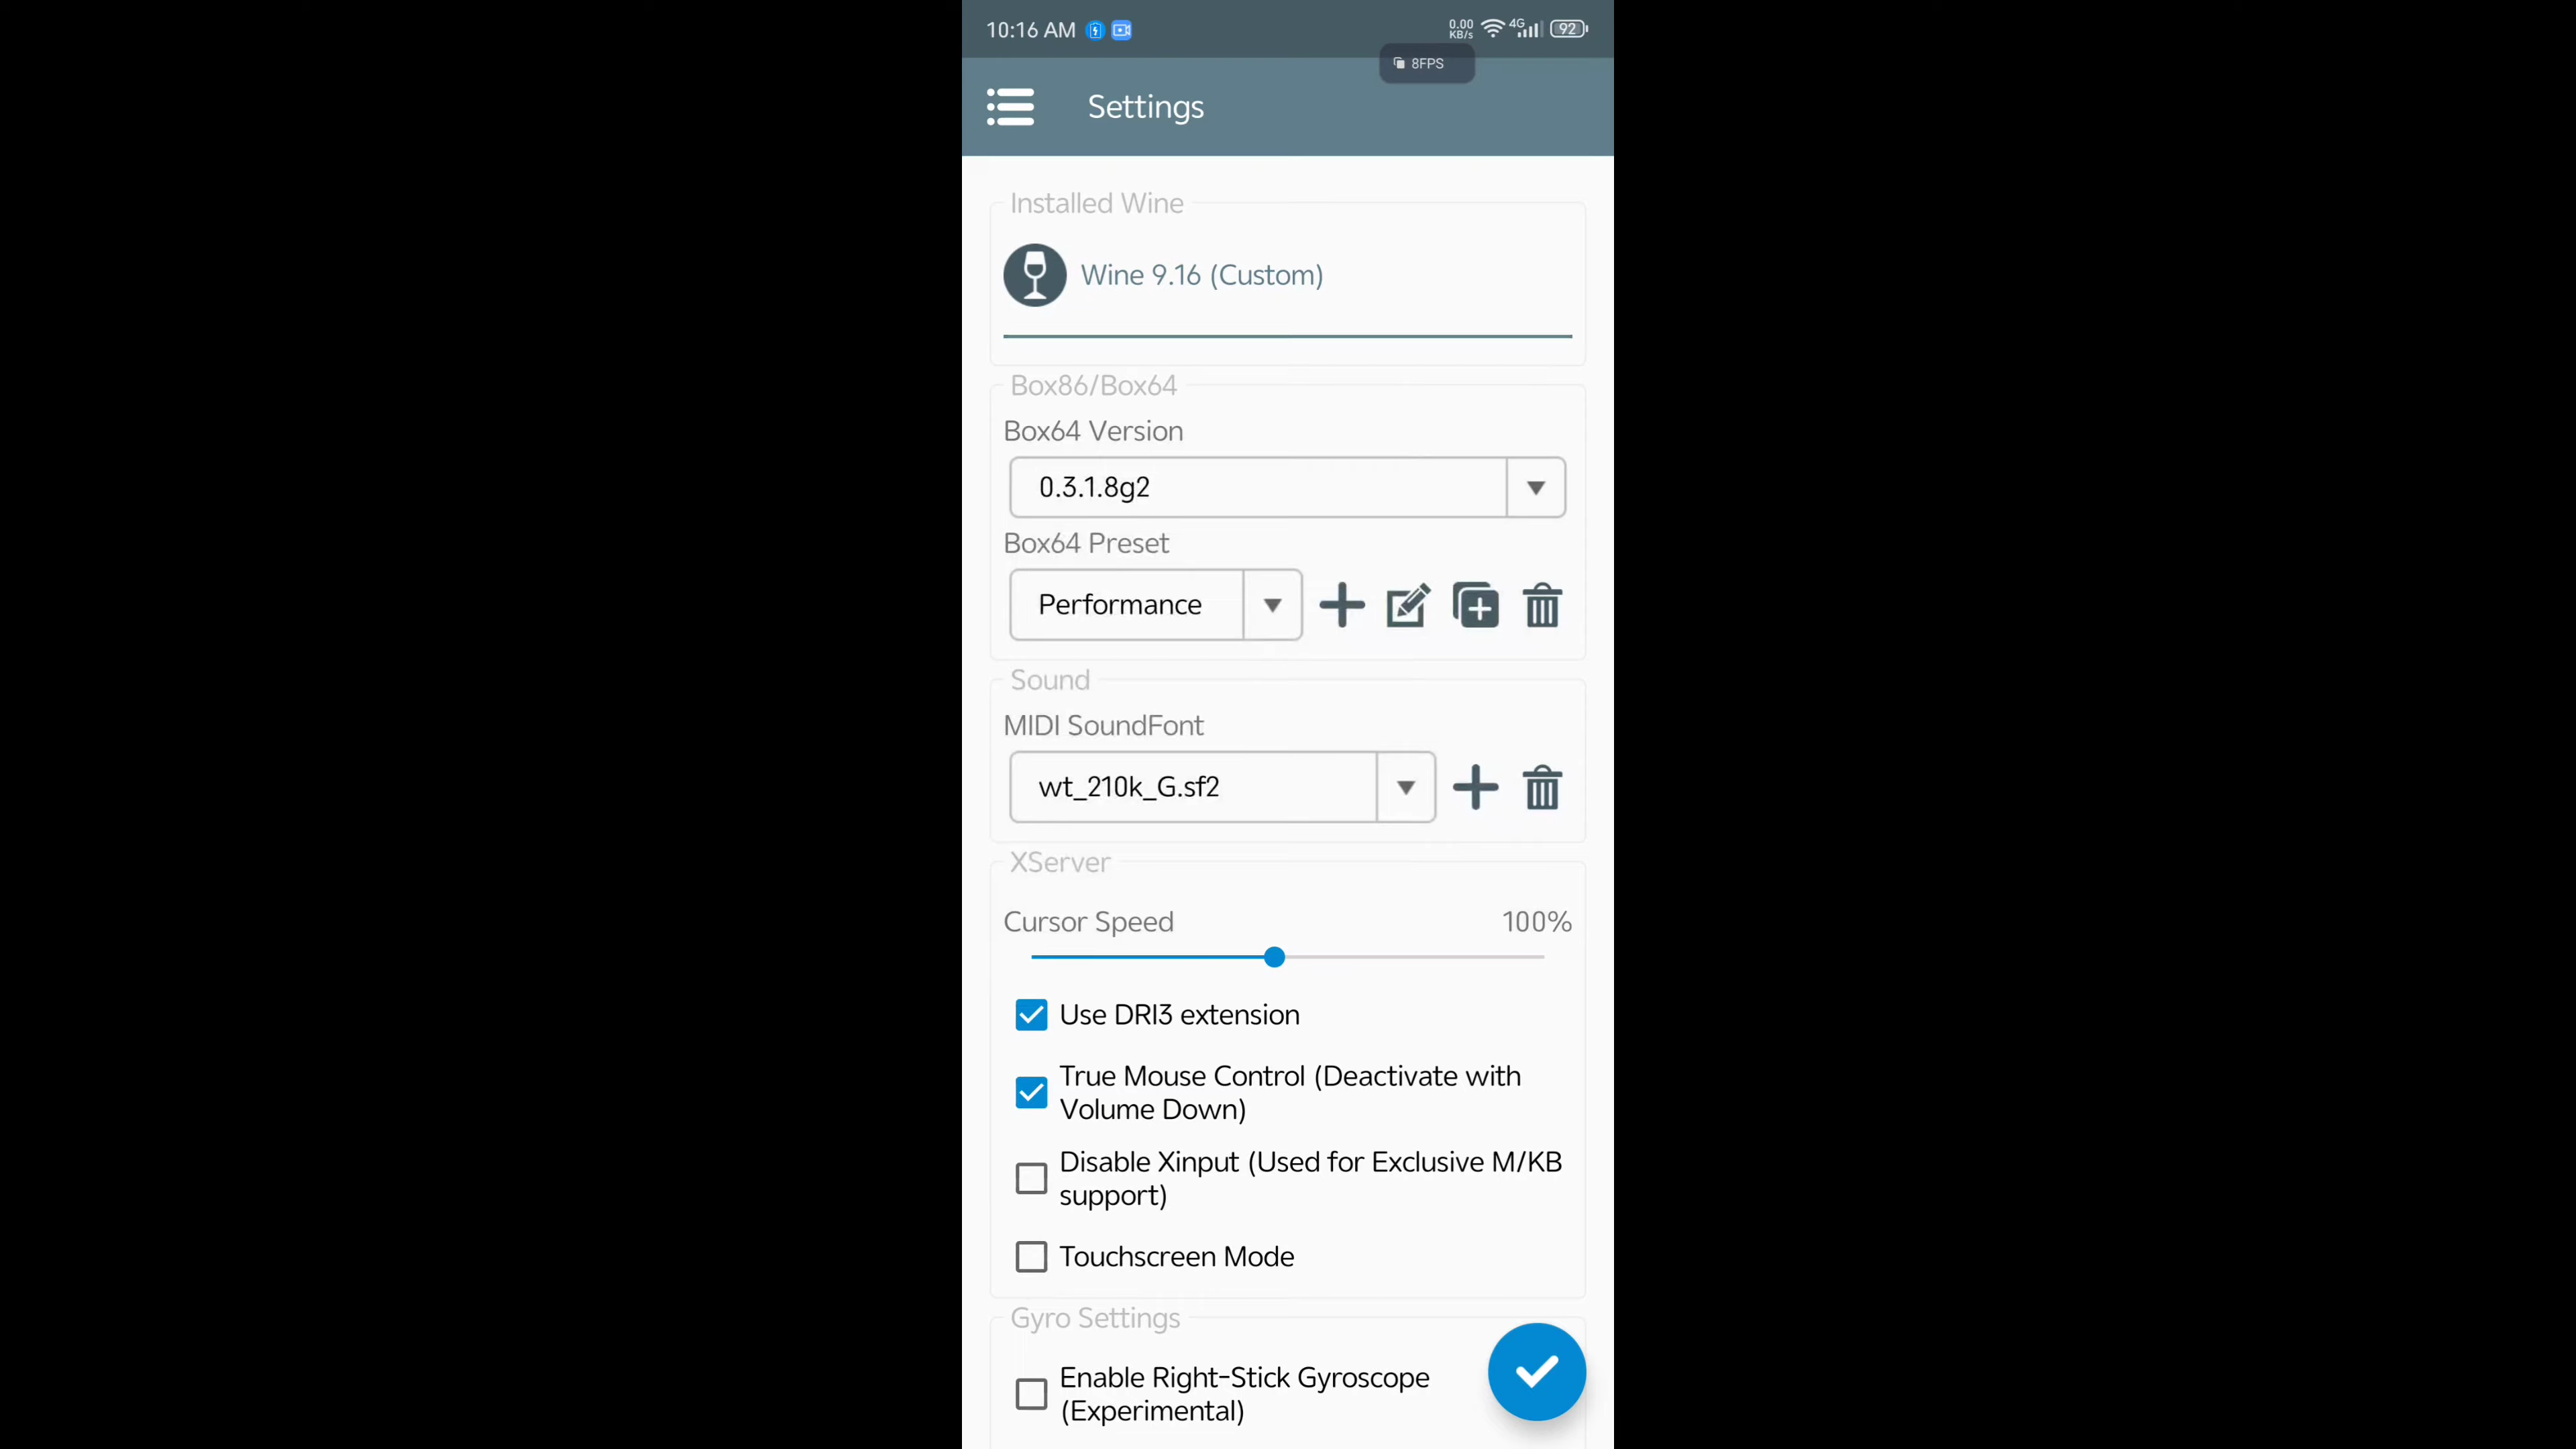 10:16 AM
0.00
KB/s
4G
92
8FPS
Settings
Installed Wine
Wine 9.16 (Custom)
Box86/Box64
Box64 Version
0.3.1.8g2
Box64 Preset
Performance
Sound
MIDI SoundFont
wt_210k_G.sf2
XServer
Cursor Speed 100%
Use DRI3 extension
True Mouse Control (Deactivate with
Volume Down)
Disable Xinput (Used for Exclusive M/KB
support)
Touchscreen Mode
Gyro Settings
Enable Right-Stick Gyroscope
(Experimental)